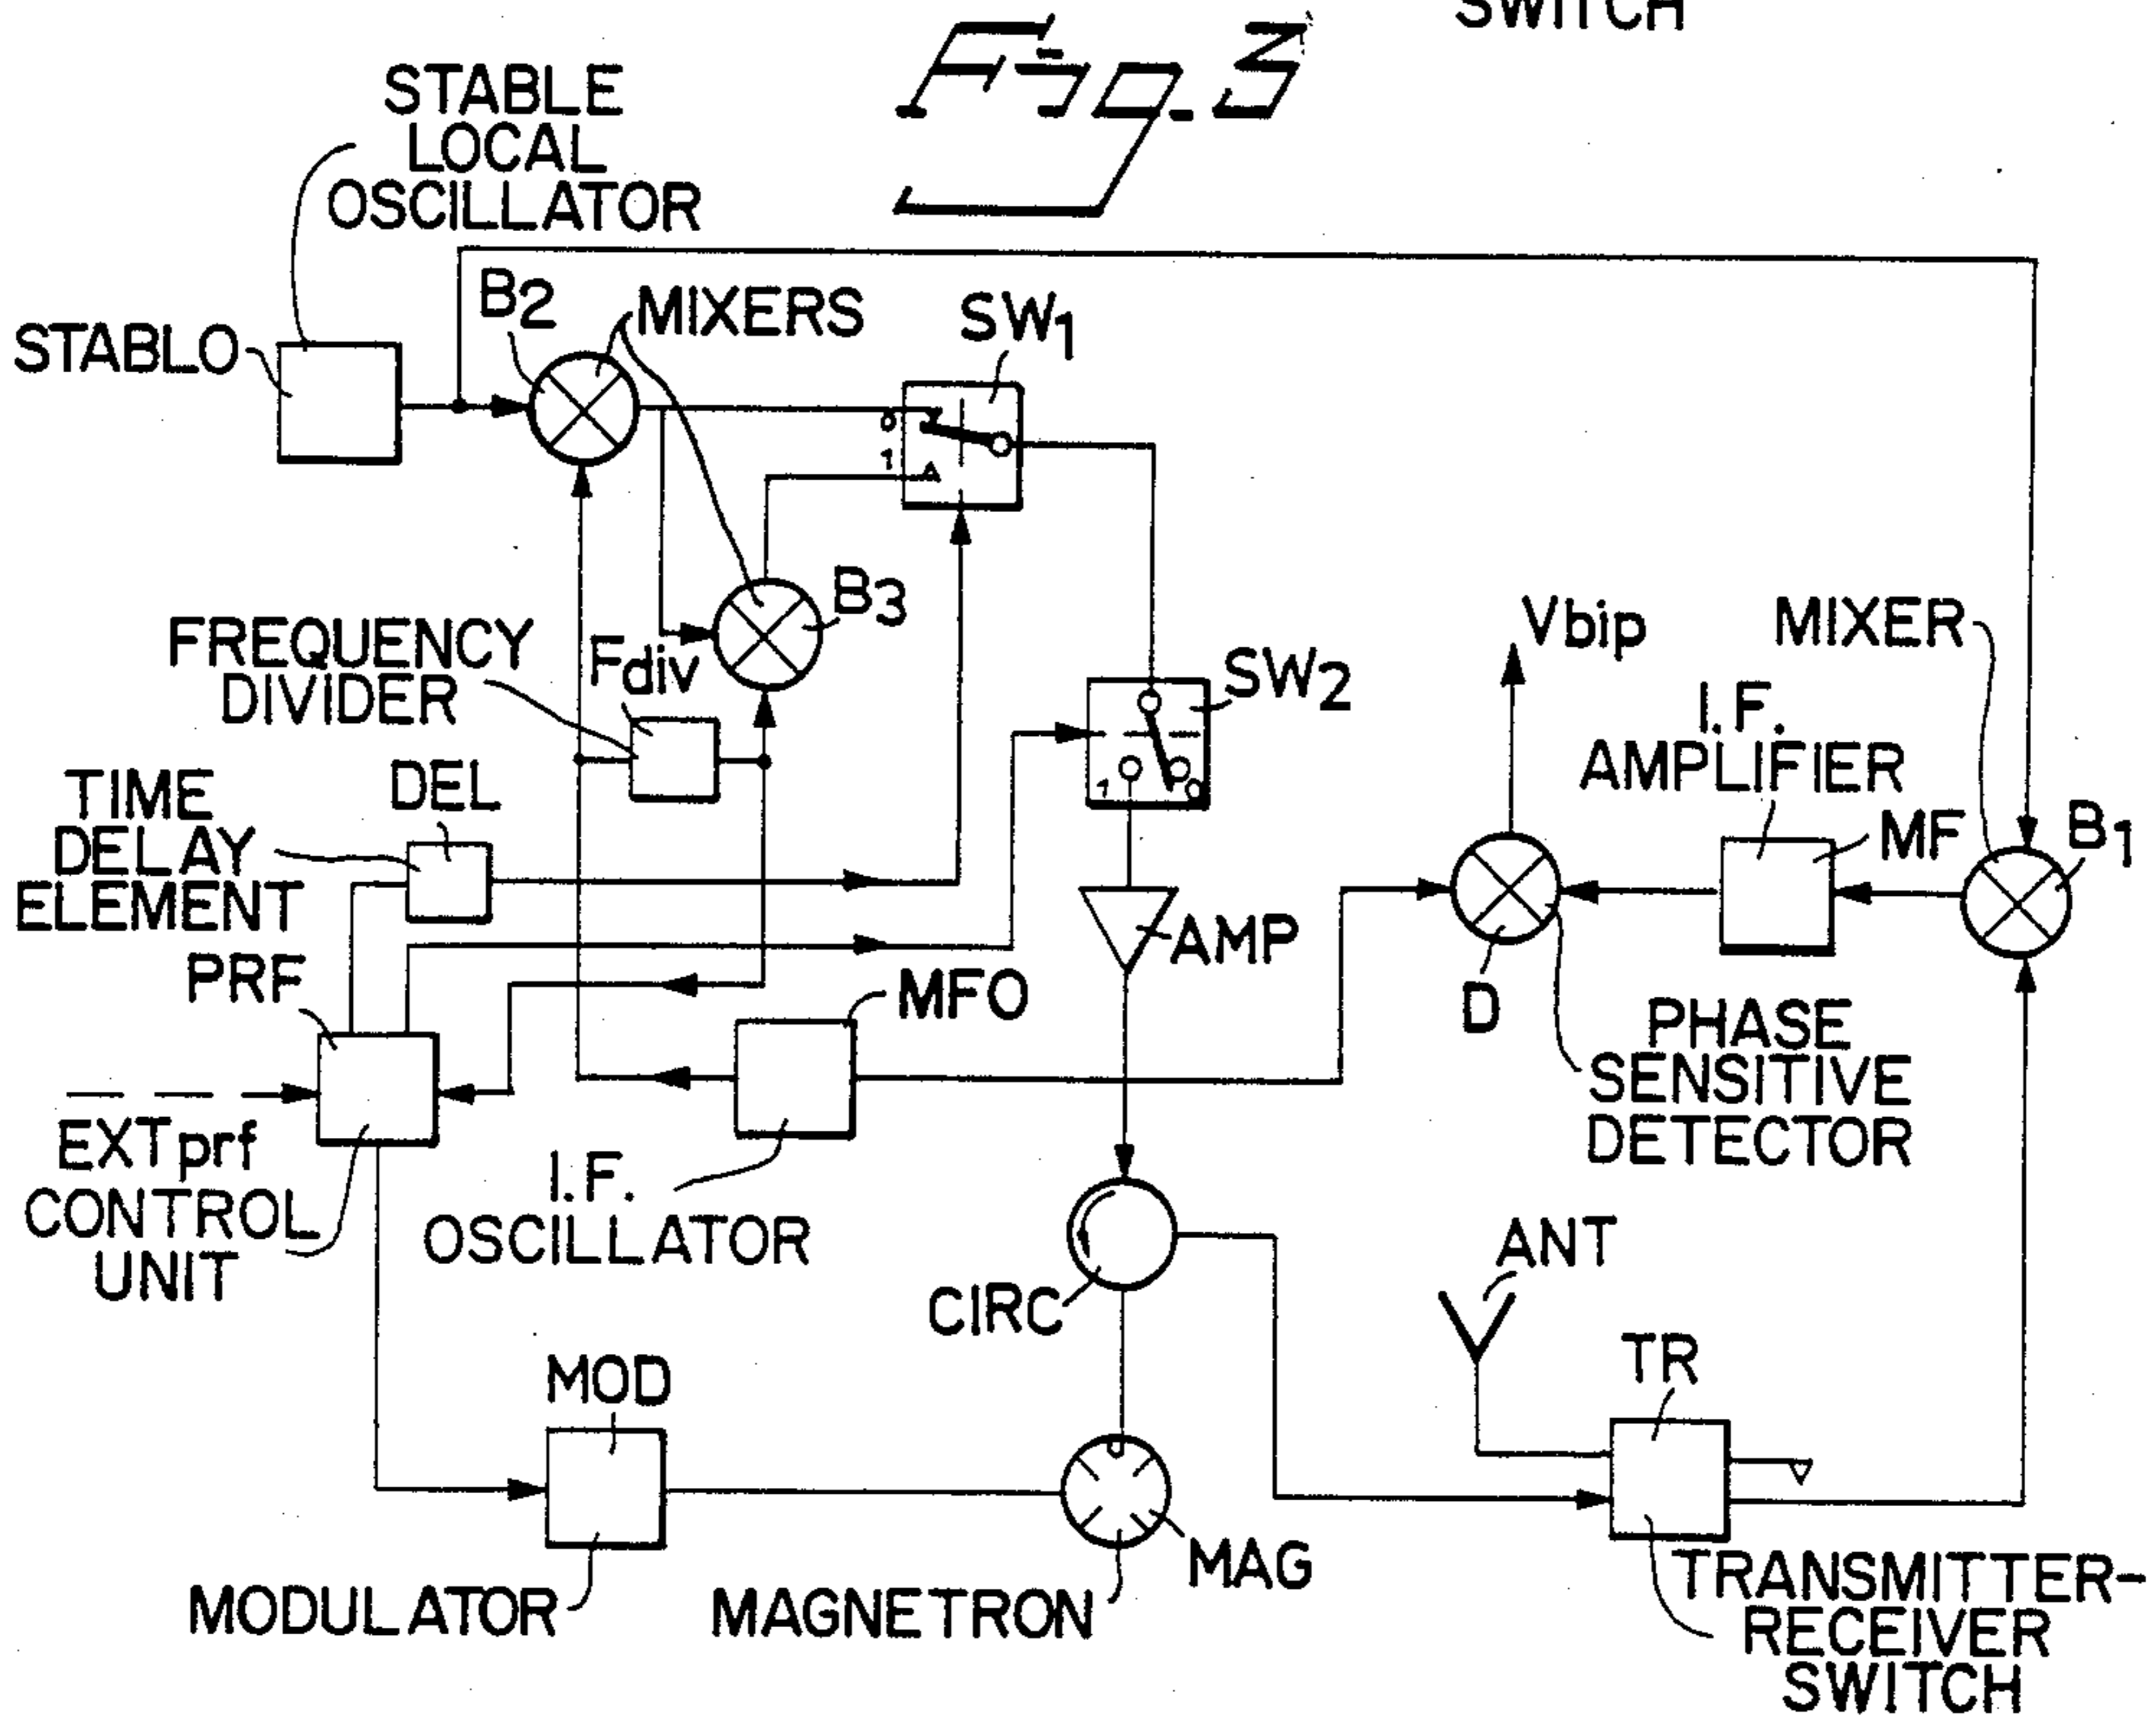 SWITCH
Fig. 3
STABLE
LOCAL
OSCILLATOR
STABLO
B2
MIXERS
SW1
0
1
B3
FREQUENCY
DIVIDER
Fdiv
SW2
1
0
Vbip
MIXER
I.F.
AMPLIFIER
MF
B1
TIME
DELAY
ELEMENT
DEL
AMP
PRF
MFO
D
PHASE
SENSITIVE
DETECTOR
EXTprf
CONTROL
UNIT
I.F.
OSCILLATOR
CIRC
ANT
TR
MOD
MODULATOR
MAGNETRON
MAG
TRANSMITTER-
RECEIVER
SWITCH